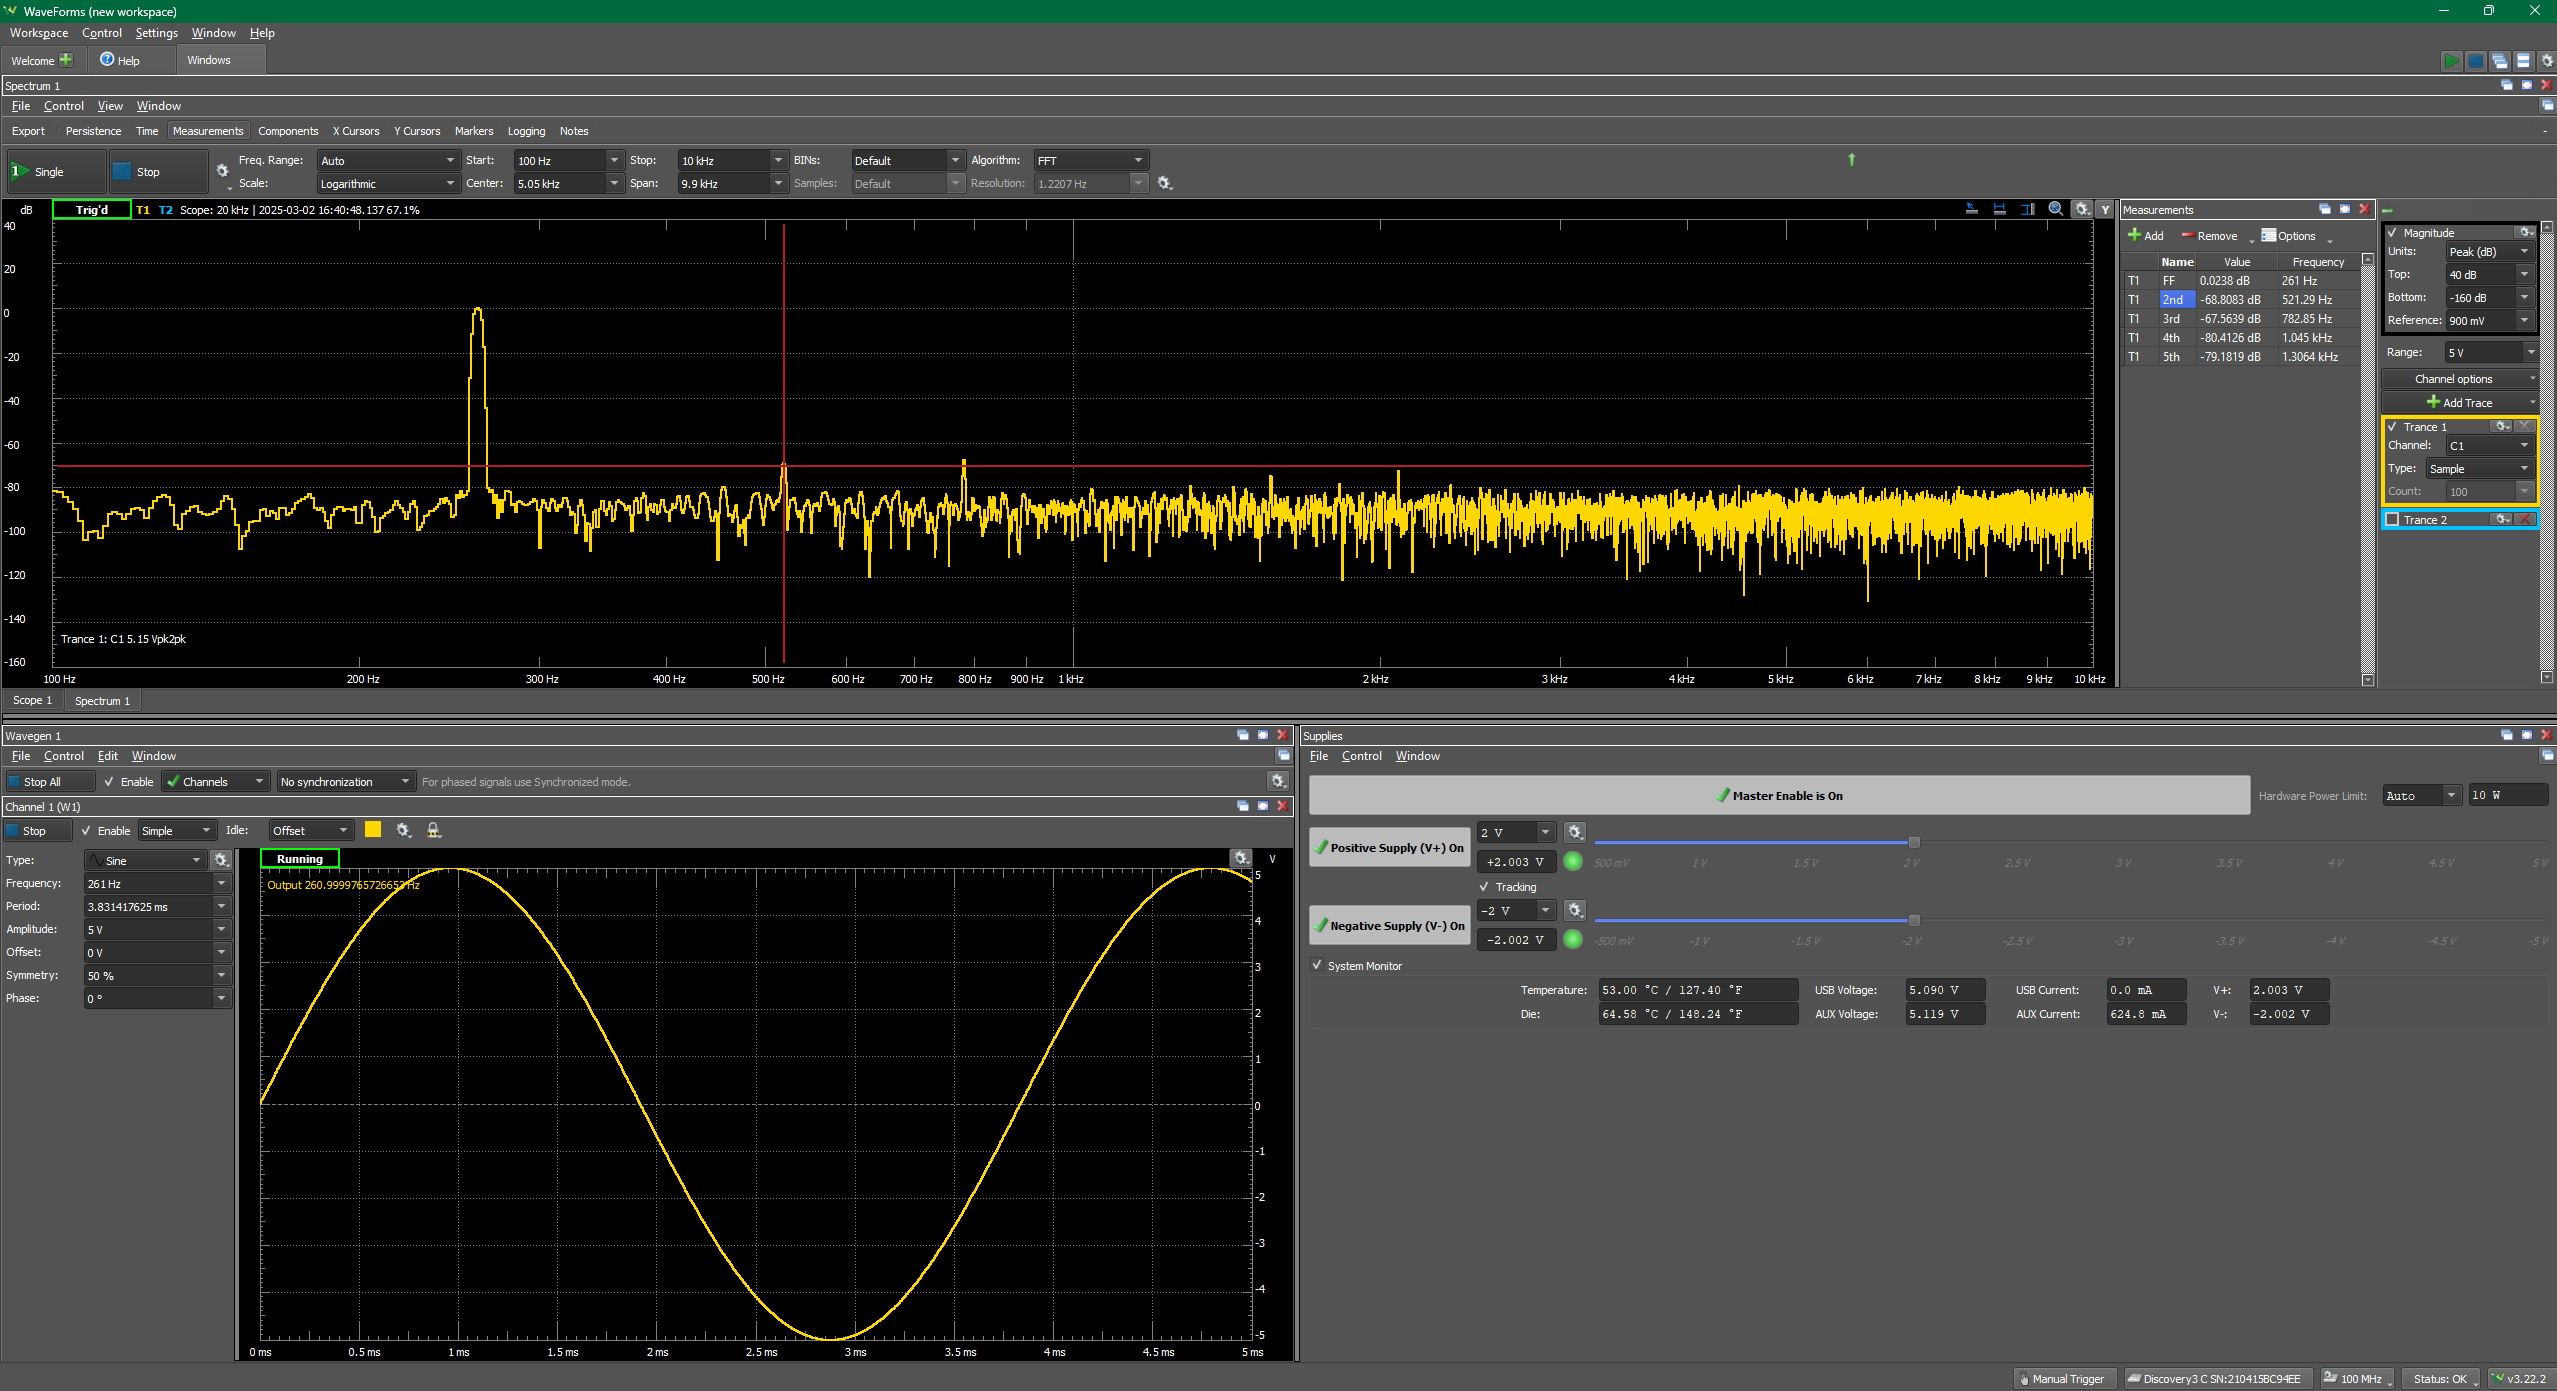 WaveForms (new workspace)
Workspace Control Settings Window Help
Welcome Help Windows
Spectrum 1
File Control View Window
Export Persistence Time Measurements Components X Cursors Y Cursors Markers Logging Notes
1 Single Stop Freq. Range: Auto Start: 100 Hz Stop: 10 kHz BINs: Default Algorithm: FFT
Scale: Logarithmic Center: 5.05 kHz Span: 9.9 kHz Samples: Default Resolution: 1.2207 Hz
dB Trig'd T1 T2 Scope: 20 kHz | 2025-03-02 16:40:48.137 67.1% Y
40
20
0
-20
-40
-60
-80
-100
-120
-140
-160
Trance 1: C1 5.15 Vpk2pk
100 Hz 200 Hz 300 Hz 400 Hz 500 Hz 600 Hz 700 Hz 800 Hz 900 Hz 1 kHz 2 kHz 3 kHz 4 kHz 5 kHz 6 kHz 7 kHz 8 kHz 9 kHz 10 kHz
Measurements
Add Remove Options
Name Value Frequency
T1 FF 0.0238 dB 261 Hz
T1 2nd -68.8083 dB 521.29 Hz
T1 3rd -67.5639 dB 782.85 Hz
T1 4th -80.4126 dB 1.045 kHz
T1 5th -79.1819 dB 1.3064 kHz
Magnitude
Units: Peak (dB)
Top: 40 dB
Bottom: -160 dB
Reference: 900 mV
Range: 5 V
Channel options
Add Trace
Trance 1
Channel: C1
Type: Sample
Count: 100
Trance 2
Scope 1 Spectrum 1
Wavegen 1
File Control Edit Window
Stop All Enable Channels No synchronization For phased signals use Synchronized mode.
Channel 1 (W1)
Stop Enable Simple Idle: Offset
Type: Sine
Frequency: 261 Hz
Period: 3.831417625 ms
Amplitude: 5 V
Offset: 0 V
Symmetry: 50 %
Phase: 0 °
Running V
Output 260.9999765726653 Hz
5
4
3
2
1
0
-1
-2
-3
-4
-5
0 ms 0.5 ms 1 ms 1.5 ms 2 ms 2.5 ms 3 ms 3.5 ms 4 ms 4.5 ms 5 ms
Supplies
File Control Window
Master Enable is On Hardware Power Limit: Auto 10 W
Positive Supply (V+) On 2 V
+2.003 V 500 mV 1 V 1.5 V 2 V 2.5 V 3 V 3.5 V 4 V 4.5 V 5 V
Tracking
Negative Supply (V-) On -2 V
-2.002 V -500 mV -1 V -1.5 V -2 V -2.5 V -3 V -3.5 V -4 V -4.5 V -5 V
System Monitor
Temperature: 53.00 °C / 127.40 °F USB Voltage: 5.090 V USB Current: 0.0 mA V+: 2.003 V
Die: 64.58 °C / 148.24 °F AUX Voltage: 5.119 V AUX Current: 624.8 mA V-: -2.002 V
Manual Trigger Discovery3 C SN:210415BC94EE 100 MHz Status: OK v3.22.2